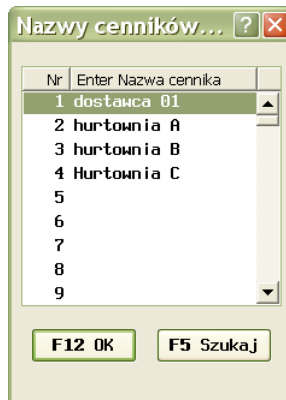 Nazwy cenników... ?
Nr Enter Nazwa cennika
1 dostawca 01
2 hurtownia A
3 hurtownia B
4 Hurtownia C
5
6
7
8
9
F12 OK F5 Szukaj